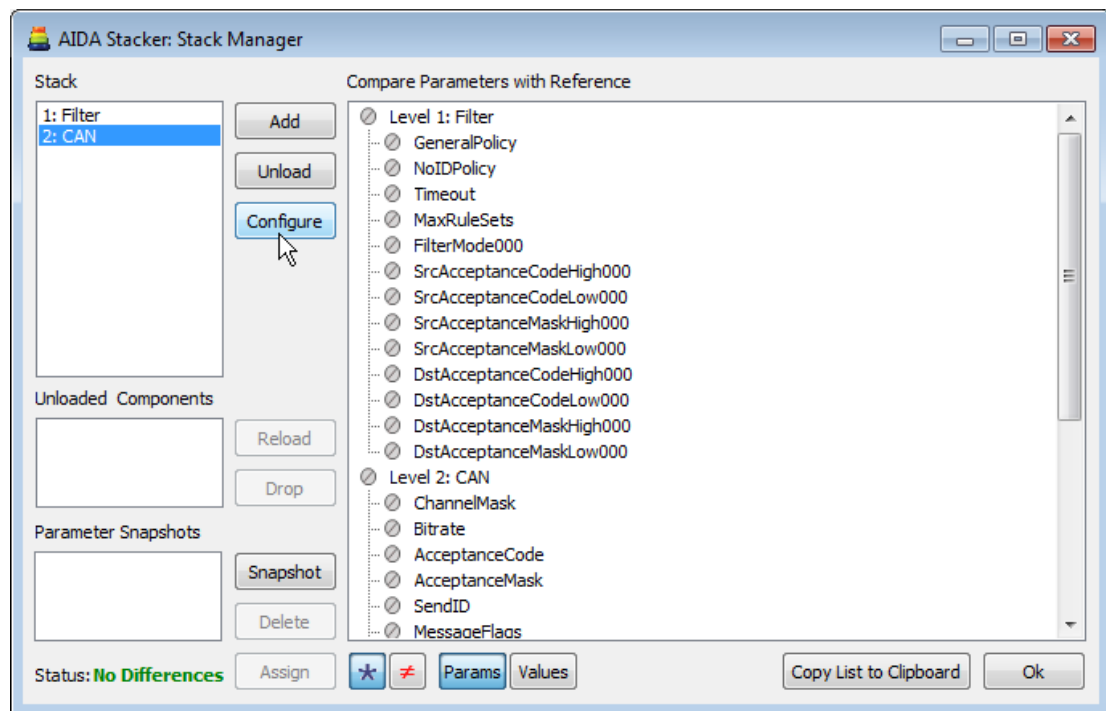 AIDA Stacker: Stack Manager
Stack
1: Filter
2: CAN
Add
Unload
Configure
Unloaded Components
Reload
Drop
Parameter Snapshots
Snapshot
Delete
Status: No Differences
Assign
Compare Parameters with Reference
Level 1: Filter
GeneralPolicy
NoIDPolicy
Timeout
MaxRuleSets
FilterMode000
SrcAcceptanceCodeHigh000
SrcAcceptanceCodeLow000
SrcAcceptanceMaskHigh000
SrcAcceptanceMaskLow000
DstAcceptanceCodeHigh000
DstAcceptanceCodeLow000
DstAcceptanceMaskHigh000
DstAcceptanceMaskLow000
Level 2: CAN
ChannelMask
Bitrate
AcceptanceCode
AcceptanceMask
SendID
MessageFlags
* ≠ Params Values
Copy List to Clipboard
Ok